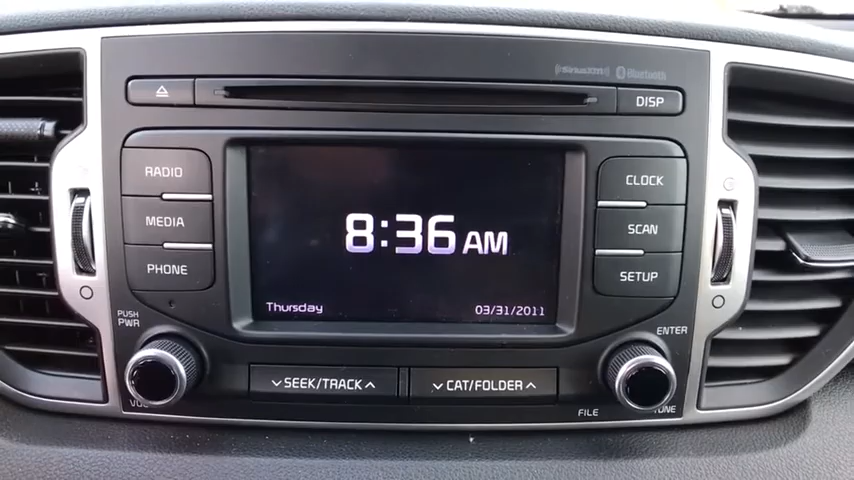 SiriusXM Bluetooth
DISP
RADIO
CLOCK
MEDIA
SCAN
PHONE
SETUP
8:36 AM
Thursday 03/31/2011
PUSH
PWR
ENTER
SEEK/TRACK
CAT/FOLDER
VOL
FILE
TUNE